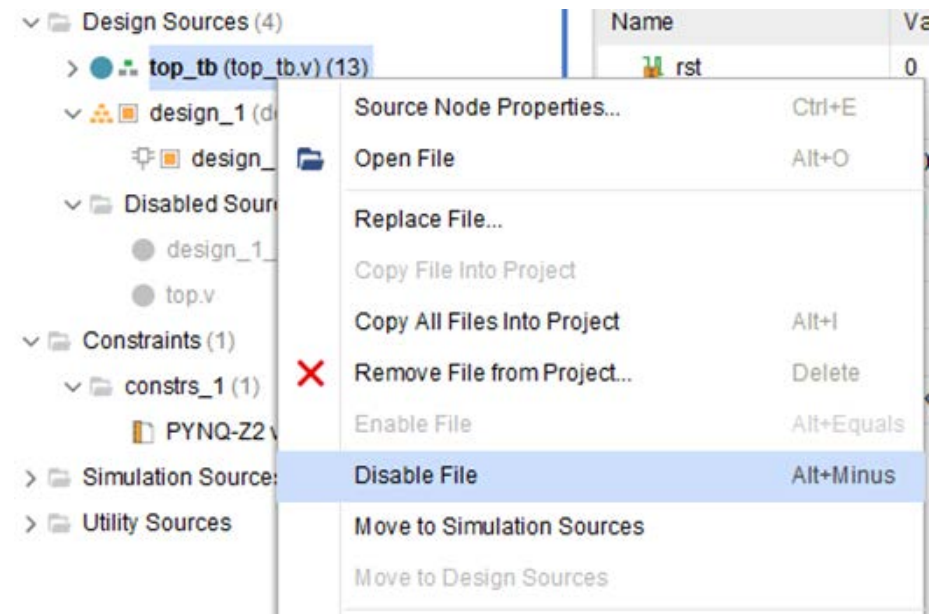 Design Sources (4)
top_tb (top_tb.v) (13)
design_1 (d
design_
Disabled Sour
design_1_
top.v
Constraints (1)
constrs_1 (1)
PYNQ-Z2 v
Simulation Source
Utility Sources
Name Va
rst 0
Source Node Properties... Ctrl+E
Open File Alt+O
Replace File...
Copy File Into Project
Copy All Files Into Project Alt+I
Remove File from Project... Delete
Enable File Alt+Equals
Disable File Alt+Minus
Move to Simulation Sources
Move to Design Sources